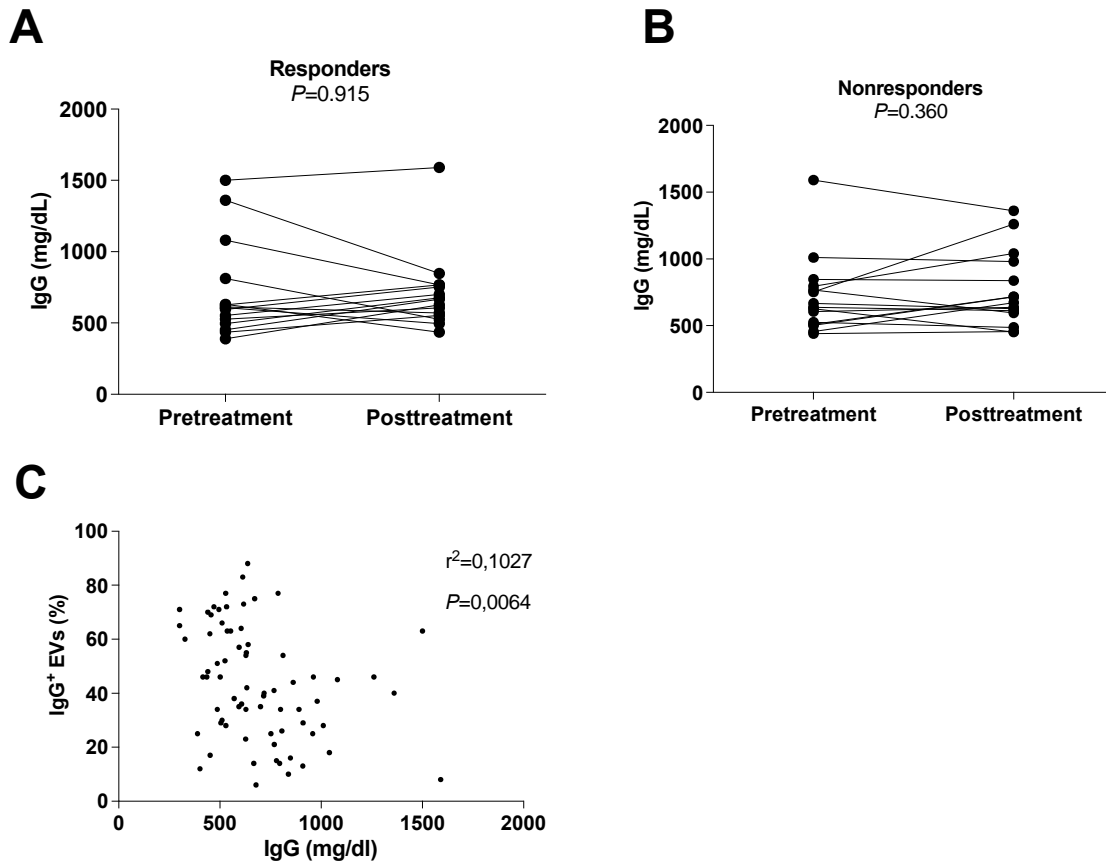 A
Responders
P=0.915
2000
1500
1000
500
0
IgG (mg/dL)
Pretreatment
Posttreatment
B
Nonresponders
P=0.360
2000
1500
1000
500
0
IgG (mg/dL)
Pretreatment
Posttreatment
C
100
80
60
40
20
0
IgG⁺ EVs (%)
r²=0,1027
P=0,0064
0
500
1000
1500
2000
IgG (mg/dl)